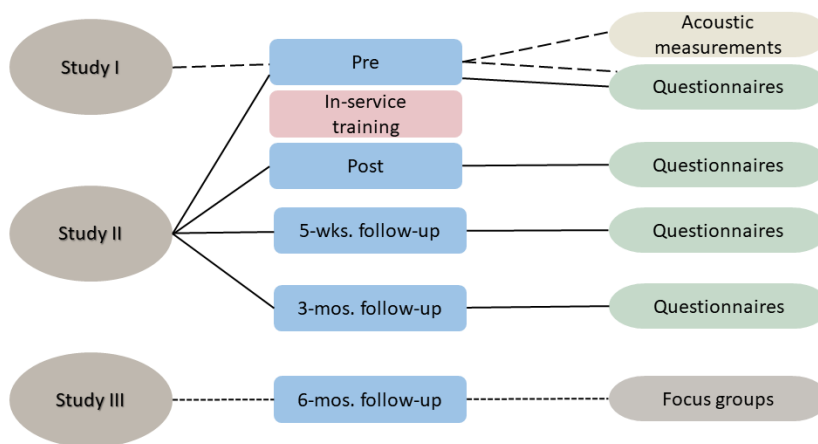 Study I
Pre
Acoustic
measurements
Questionnaires
In-service
training
Study II
Post
Questionnaires
5-wks. follow-up
Questionnaires
3-mos. follow-up
Questionnaires
Study III
6-mos. follow-up
Focus groups